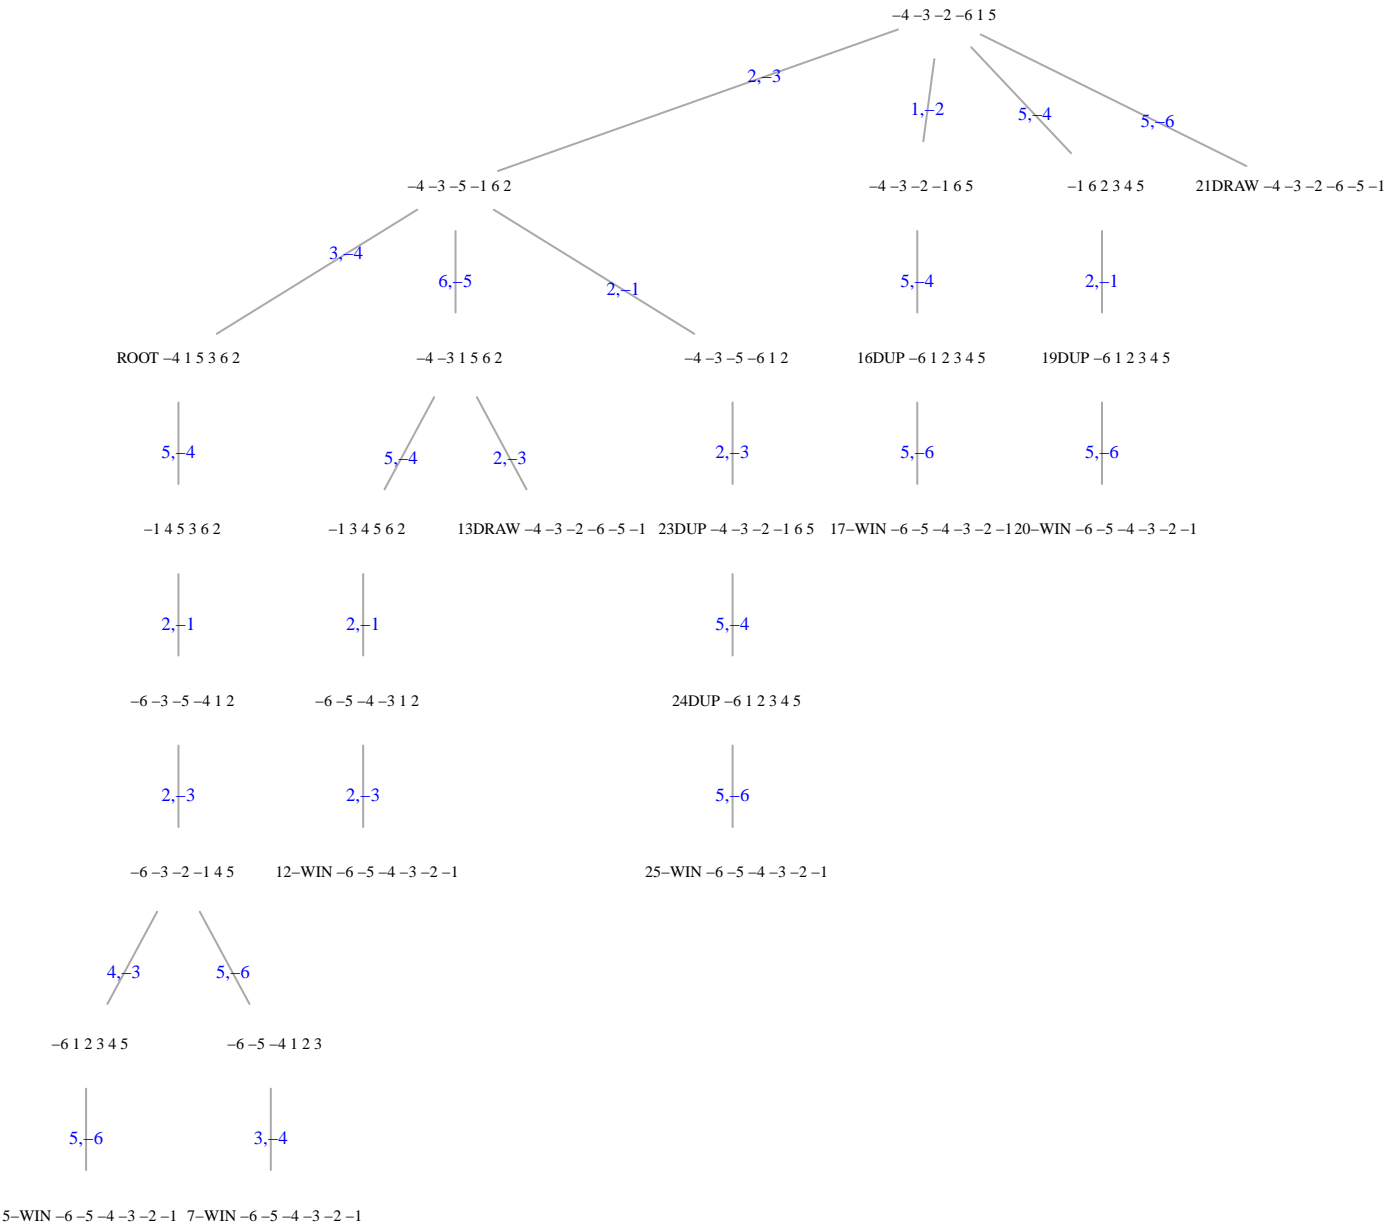 −4 −3 −2 −6 1 5
2,−3
1,−2
5,−4
5,−6
−4 −3 −5 −1 6 2
−4 −3 −2 −1 6 5
−1 6 2 3 4 5
21DRAW −4 −3 −2 −6 −5 −1
3,−4
6,−5
2,−1
5,−4
2,−1
ROOT −4 1 5 3 6 2
−4 −3 1 5 6 2
−4 −3 −5 −6 1 2
16DUP −6 1 2 3 4 5
19DUP −6 1 2 3 4 5
5,−4
5,−4
2,−3
2,−3
5,−6
5,−6
−1 4 5 3 6 2
−1 3 4 5 6 2
13DRAW −4 −3 −2 −6 −5 −1
23DUP −4 −3 −2 −1 6 5
17−WIN −6 −5 −4 −3 −2 −1
20−WIN −6 −5 −4 −3 −2 −1
2,−1
2,−1
5,−4
−6 −3 −5 −4 1 2
−6 −5 −4 −3 1 2
24DUP −6 1 2 3 4 5
2,−3
2,−3
5,−6
−6 −3 −2 −1 4 5
12−WIN −6 −5 −4 −3 −2 −1
25−WIN −6 −5 −4 −3 −2 −1
4,−3
5,−6
−6 1 2 3 4 5
−6 −5 −4 1 2 3
5,−6
3,−4
5−WIN −6 −5 −4 −3 −2 −1
7−WIN −6 −5 −4 −3 −2 −1